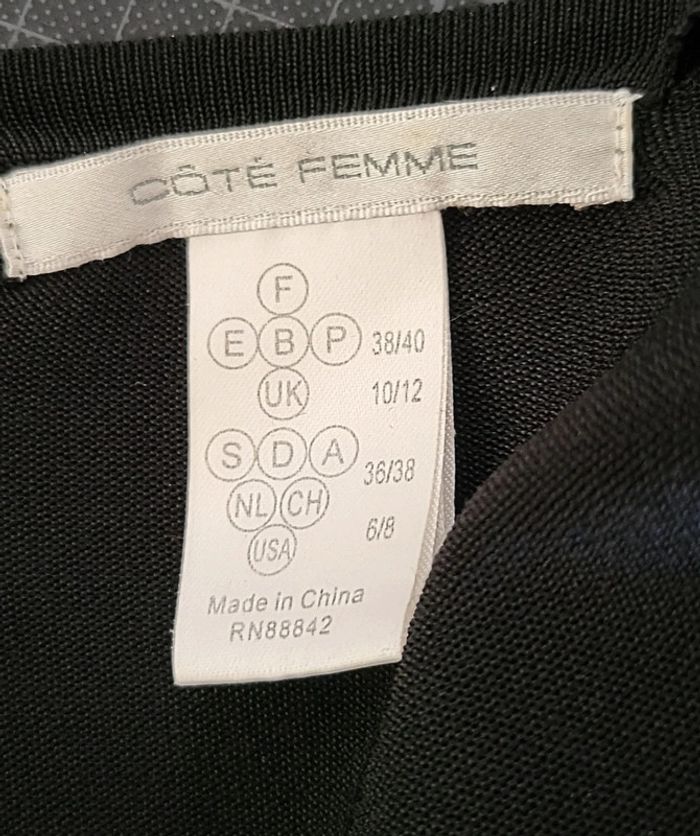 CÔTÉ FEMME
F
E B P 38/40
UK 10/12
S D A 36/38
NL CH
USA 6/8
Made in China
RN88842